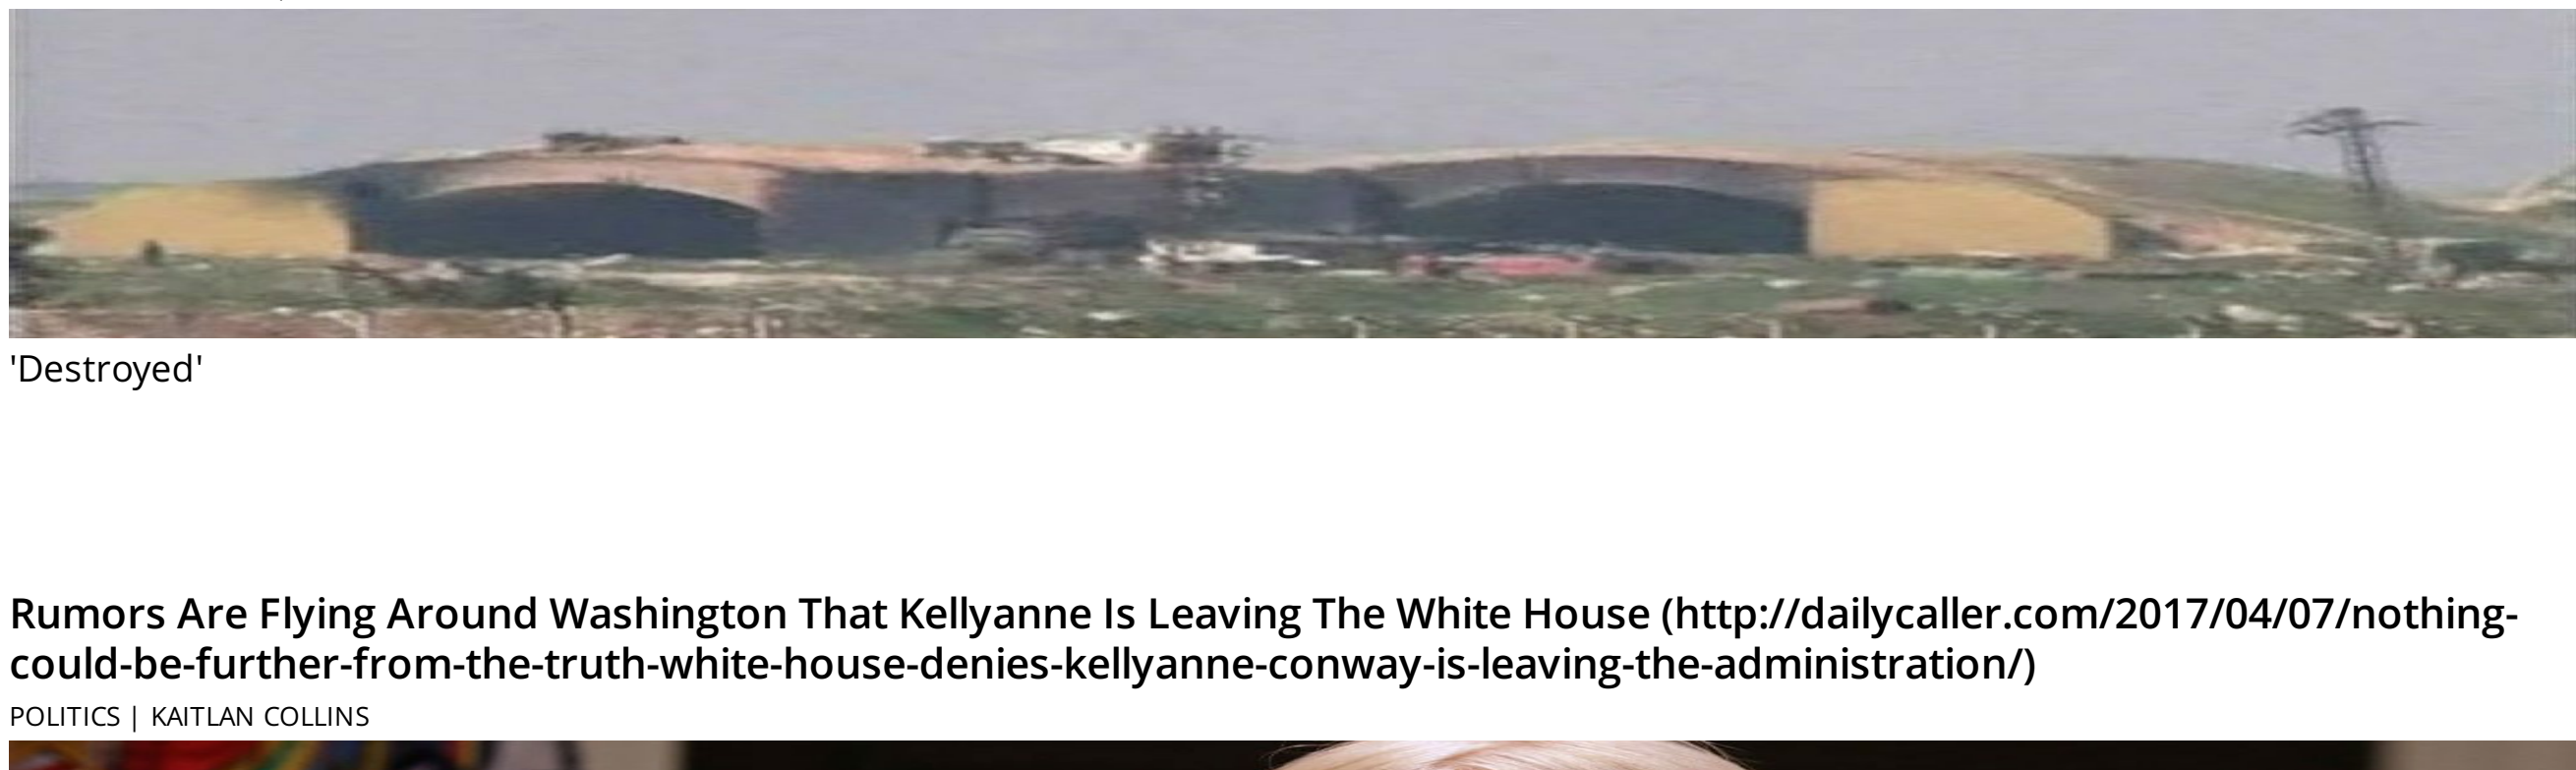 'Destroyed'
Rumors Are Flying Around Washington That Kellyanne Is Leaving The White House (http://dailycaller.com/2017/04/07/nothing-
could-be-further-from-the-truth-white-house-denies-kellyanne-conway-is-leaving-the-administration/)
POLITICS | KAITLAN COLLINS